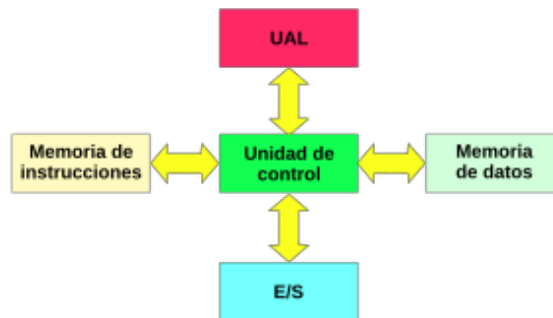 UAL
Memoria de
instrucciones
Unidad de
control
Memoria
de datos
E/S